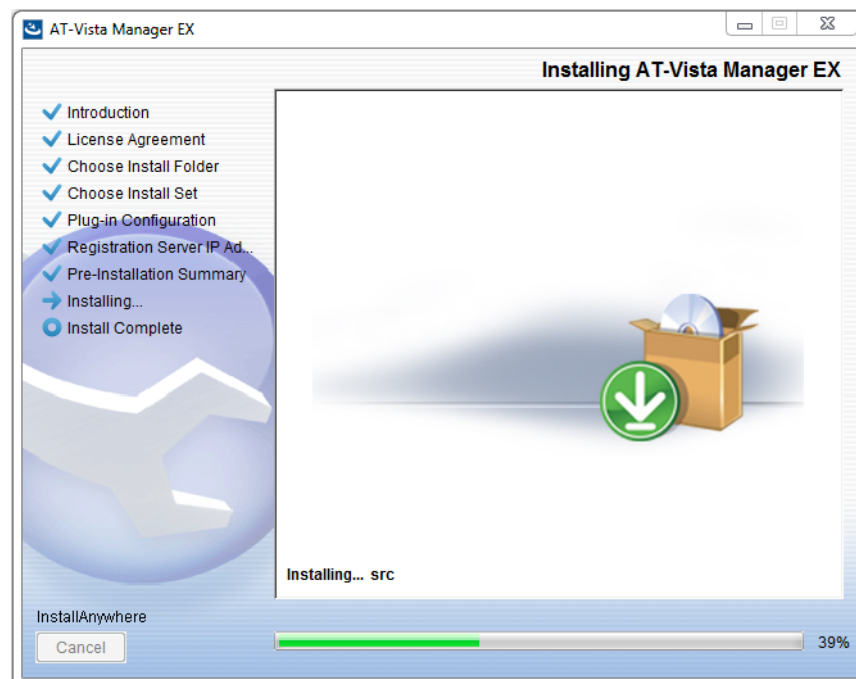 AT-Vista Manager EX
Installing AT-Vista Manager EX
Introduction
License Agreement
Choose Install Folder
Choose Install Set
Plug-in Configuration
Registration Server IP Ad...
Pre-Installation Summary
Installing...
Install Complete
Installing... src
InstallAnywhere
Cancel
39%